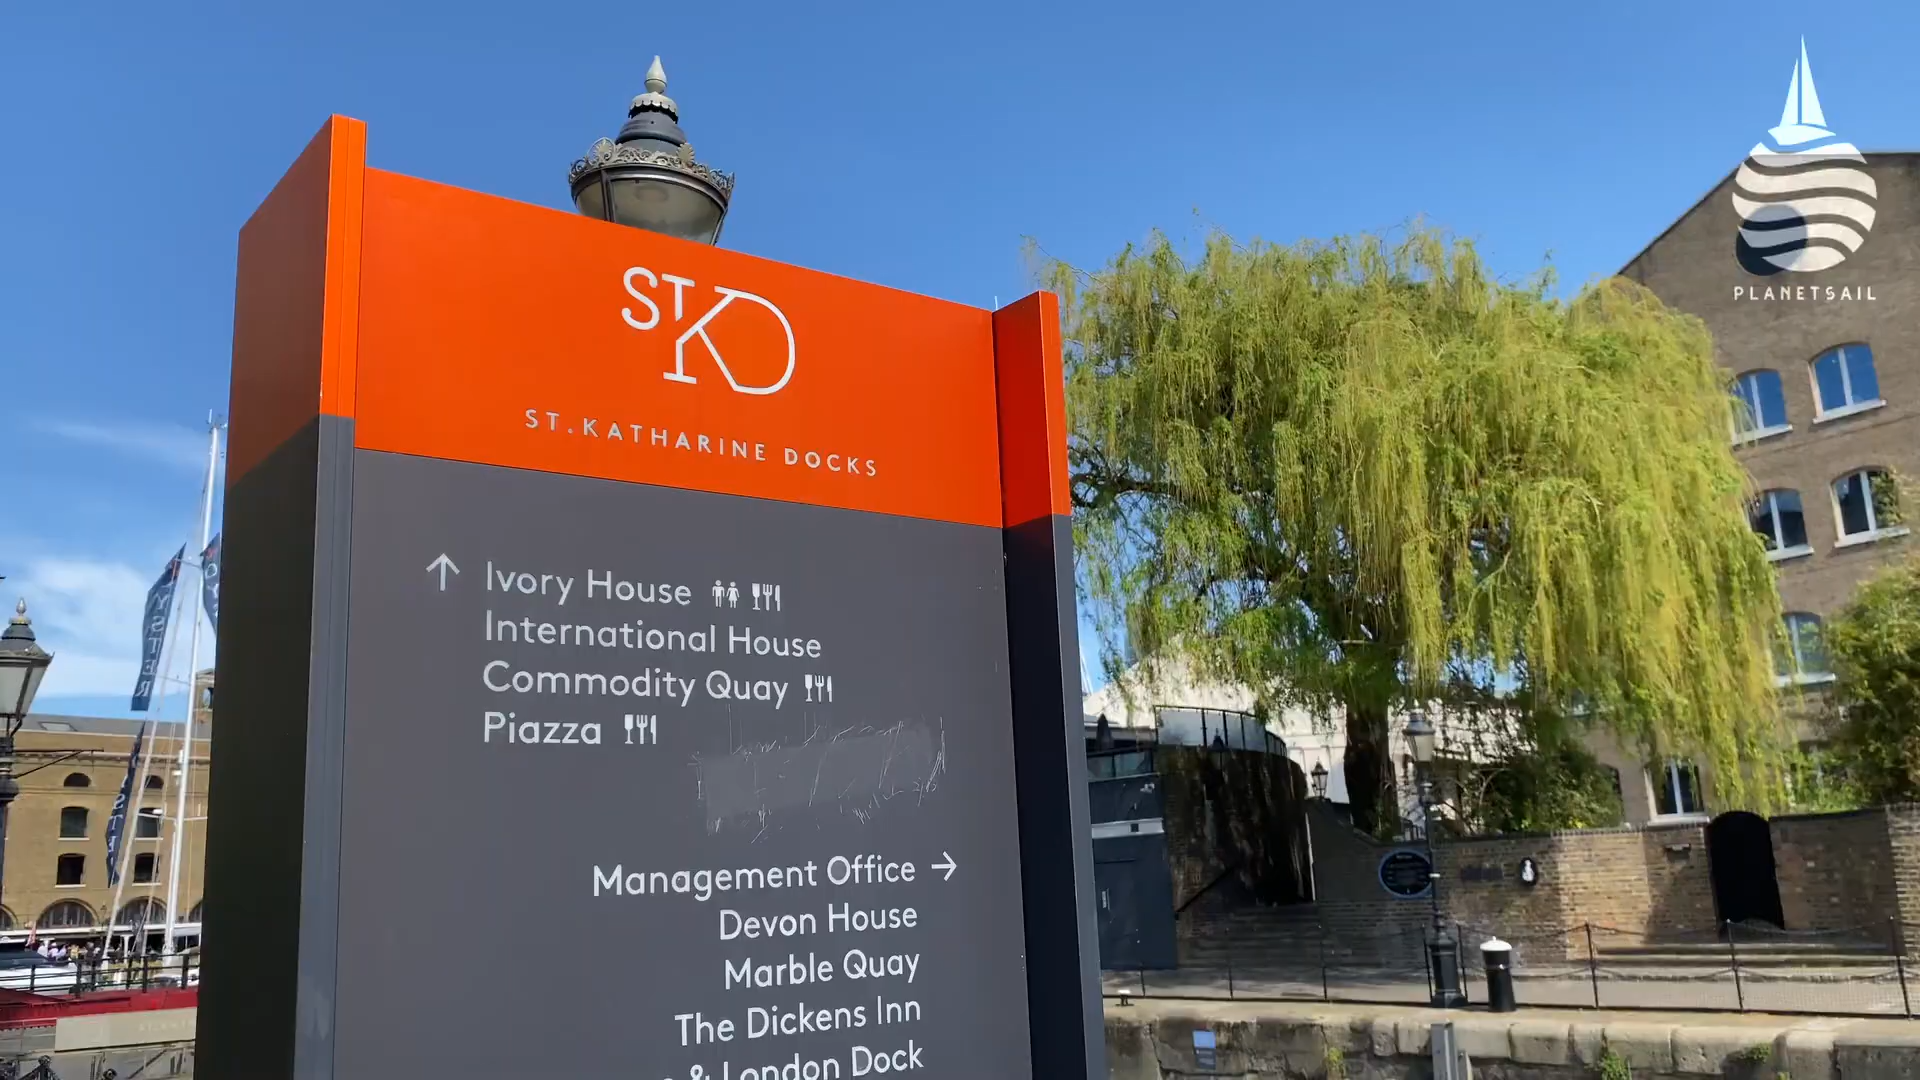 STKD
ST. KATHARINE DOCKS
↑ Ivory House
International House
Commodity Quay
Piazza
Management Office →
Devon House
Marble Quay
The Dickens Inn
& London Dock
PLANETSAIL
OYSTER